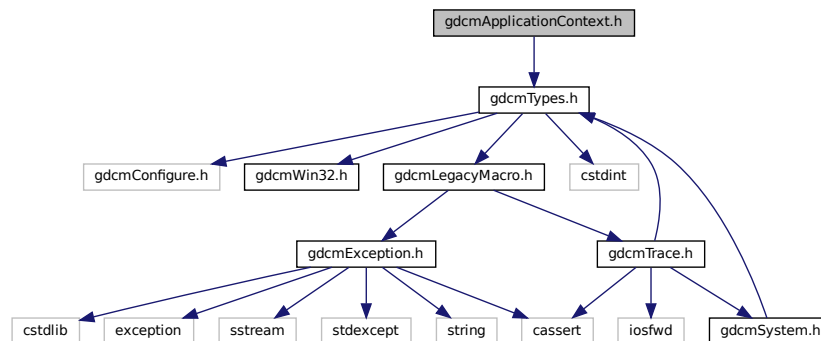 gdcmApplicationContext.h
gdcmTypes.h
gdcmConfigure.h
gdcmWin32.h
gdcmLegacyMacro.h
cstdint
gdcmException.h
gdcmTrace.h
cstdlib
exception
sstream
stdexcept
string
cassert
iosfwd
gdcmSystem.h